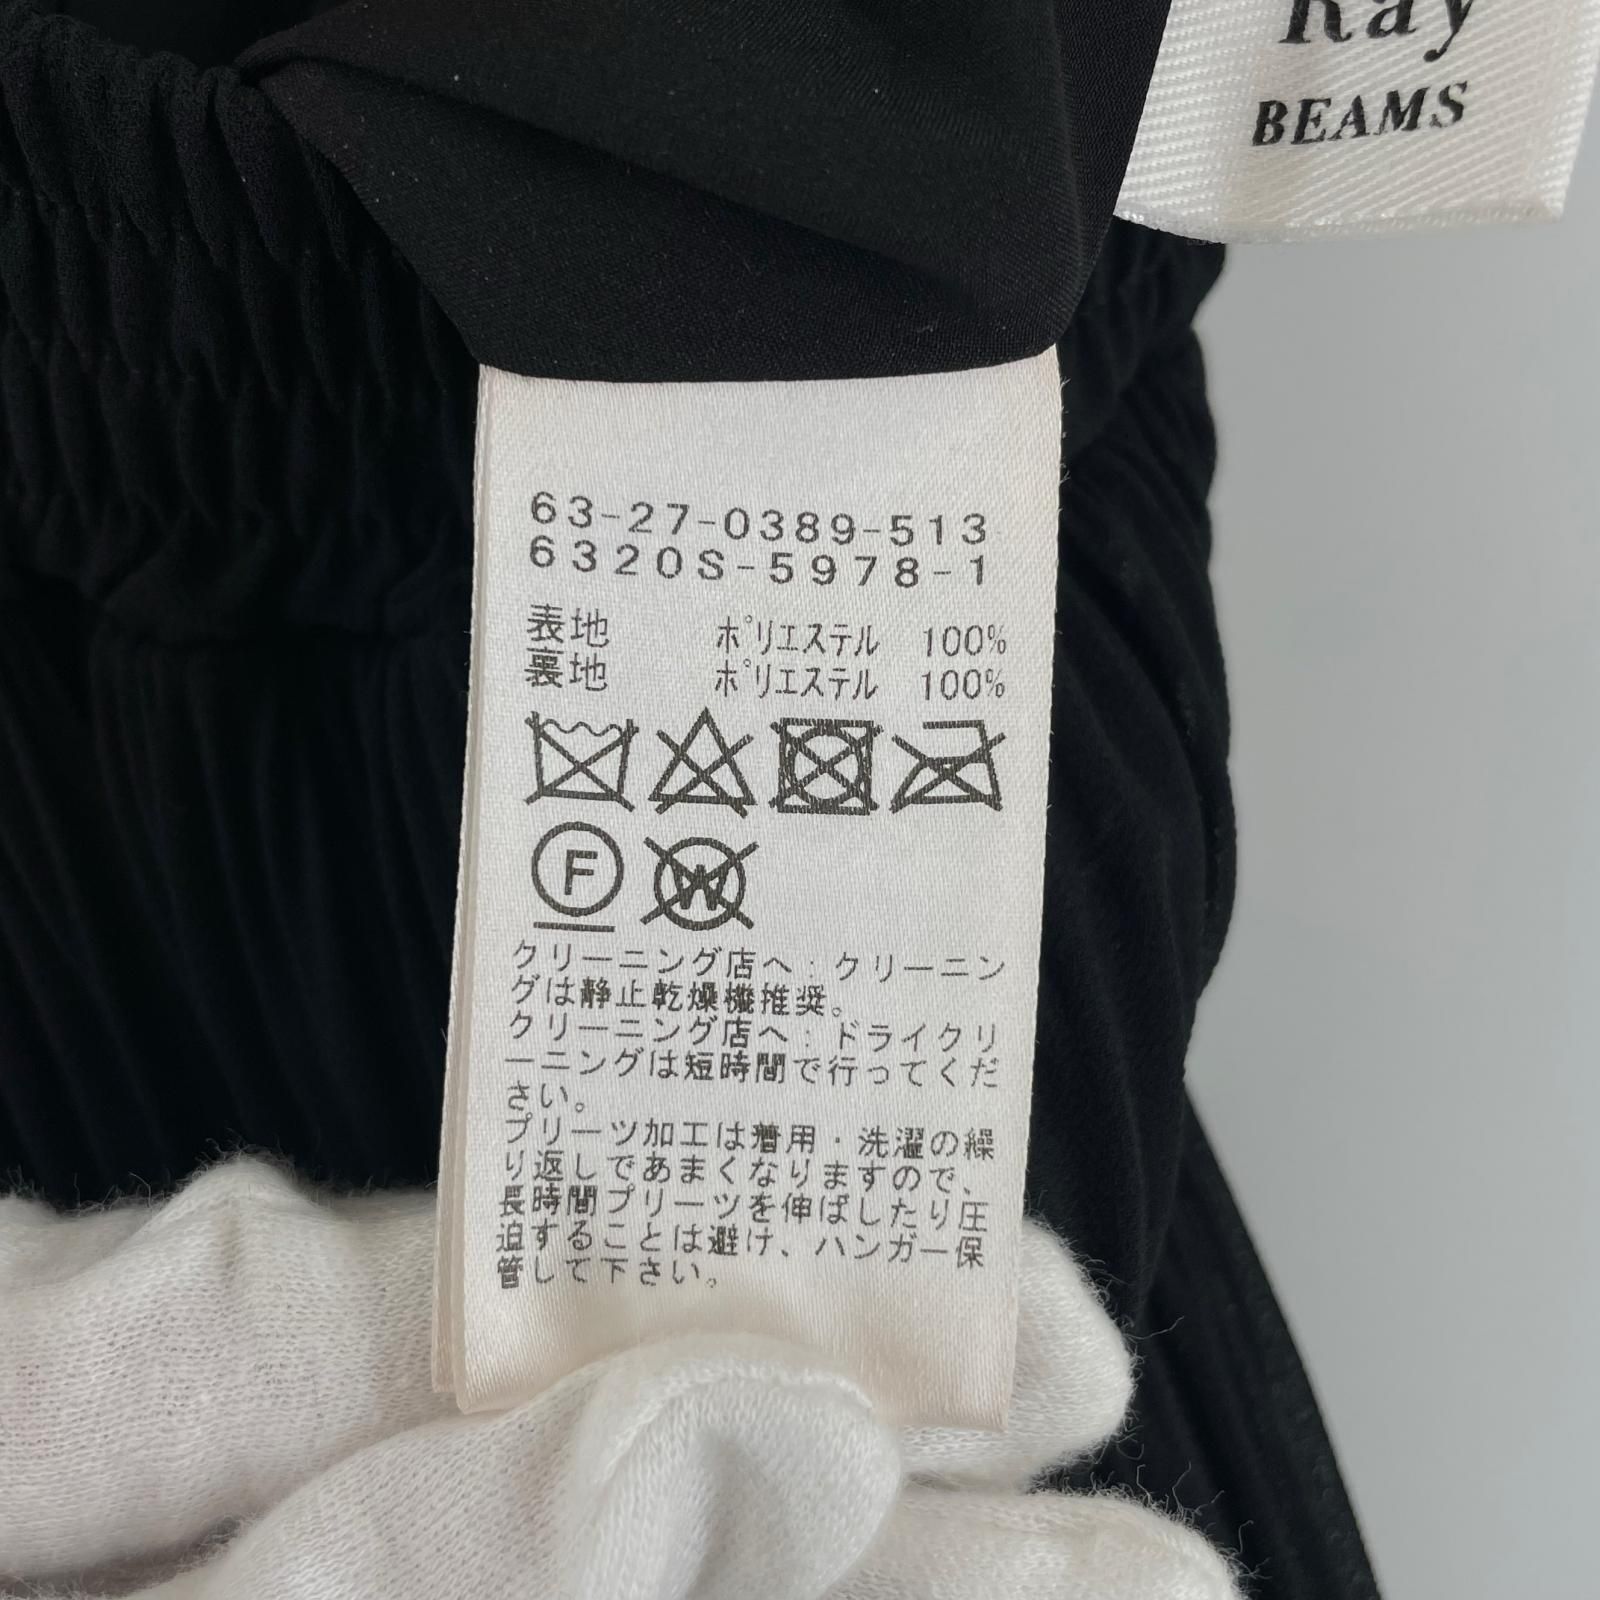 Ray
BEAMS
63-27-0389-513
6320S-5978-1
表地 ポリエステル 100%
裏地 ポリエステル 100%
F
W
クリーニング店へ:クリーニン
グは静止乾燥機推奨。
クリーニング店へ:ドライクリ
ーニングは短時間で行ってくだ
さい。
プリーツ加工は着用・洗濯の繰
り返しであまくなりますので、
長時間プリーツを伸ばしたり圧
迫することは避け、ハンガー保
管して下さい。